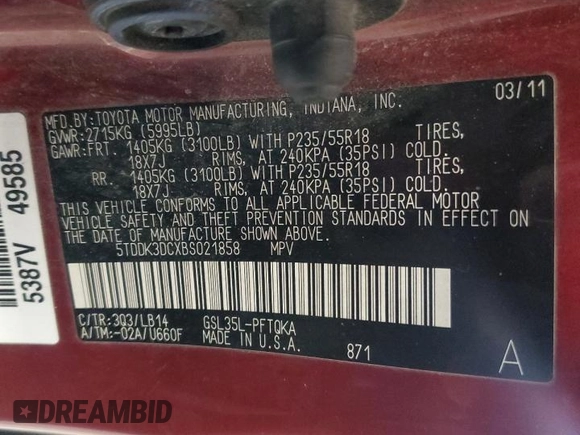 03/11
MFD.BY:TOYOTA MOTOR MANUFACTURING, INDIANA, INC.
GVWR:2715KG (5995LB)
GAWR:FRT. 1405KG (3100LB) WITH P235/55R18 TIRES,
18X7J RIMS, AT 240KPA (35PSI) COLD.
RR. 1405KG (3100LB) WITH P235/55R18 TIRES,
18X7J RIMS, AT 240KPA (35PSI) COLD.
THIS VEHICLE CONFORMS TO ALL APPLICABLE FEDERAL MOTOR
VEHICLE SAFETY AND THEFT PREVENTION STANDARDS IN EFFECT ON
THE DATE OF MANUFACTURE SHOWN ABOVE.
5TDDK3DCXBS021858 MPV
C/TR:3Q3/LB14 GSL35L-PFTQKA
A/TM:-02A/U660F MADE IN U.S.A. 871
A
5387V 49585
DREAMBID